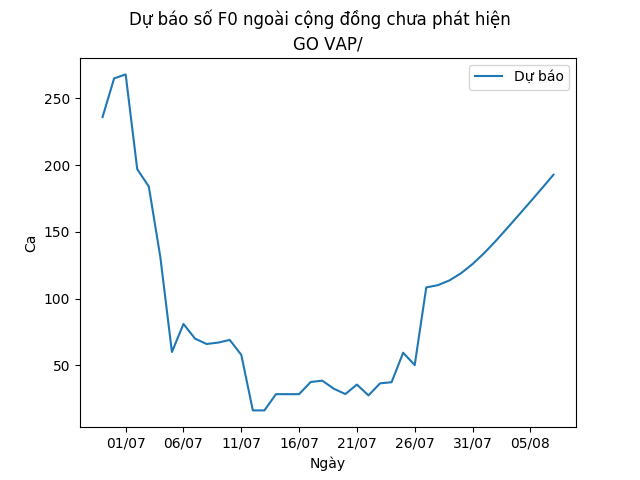 Dự báo số F0 ngoài cộng đồng chưa phát hiện
GO VAP/
Dự báo
250
200
150
100
50
Ca
01/07 06/07 11/07 16/07 21/07 26/07 31/07 05/08
Ngày